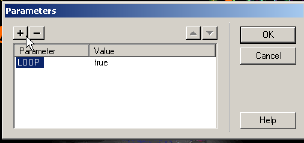 Parameters
+ -
OK
Cancel
Parameter Value
LOOP true
Help